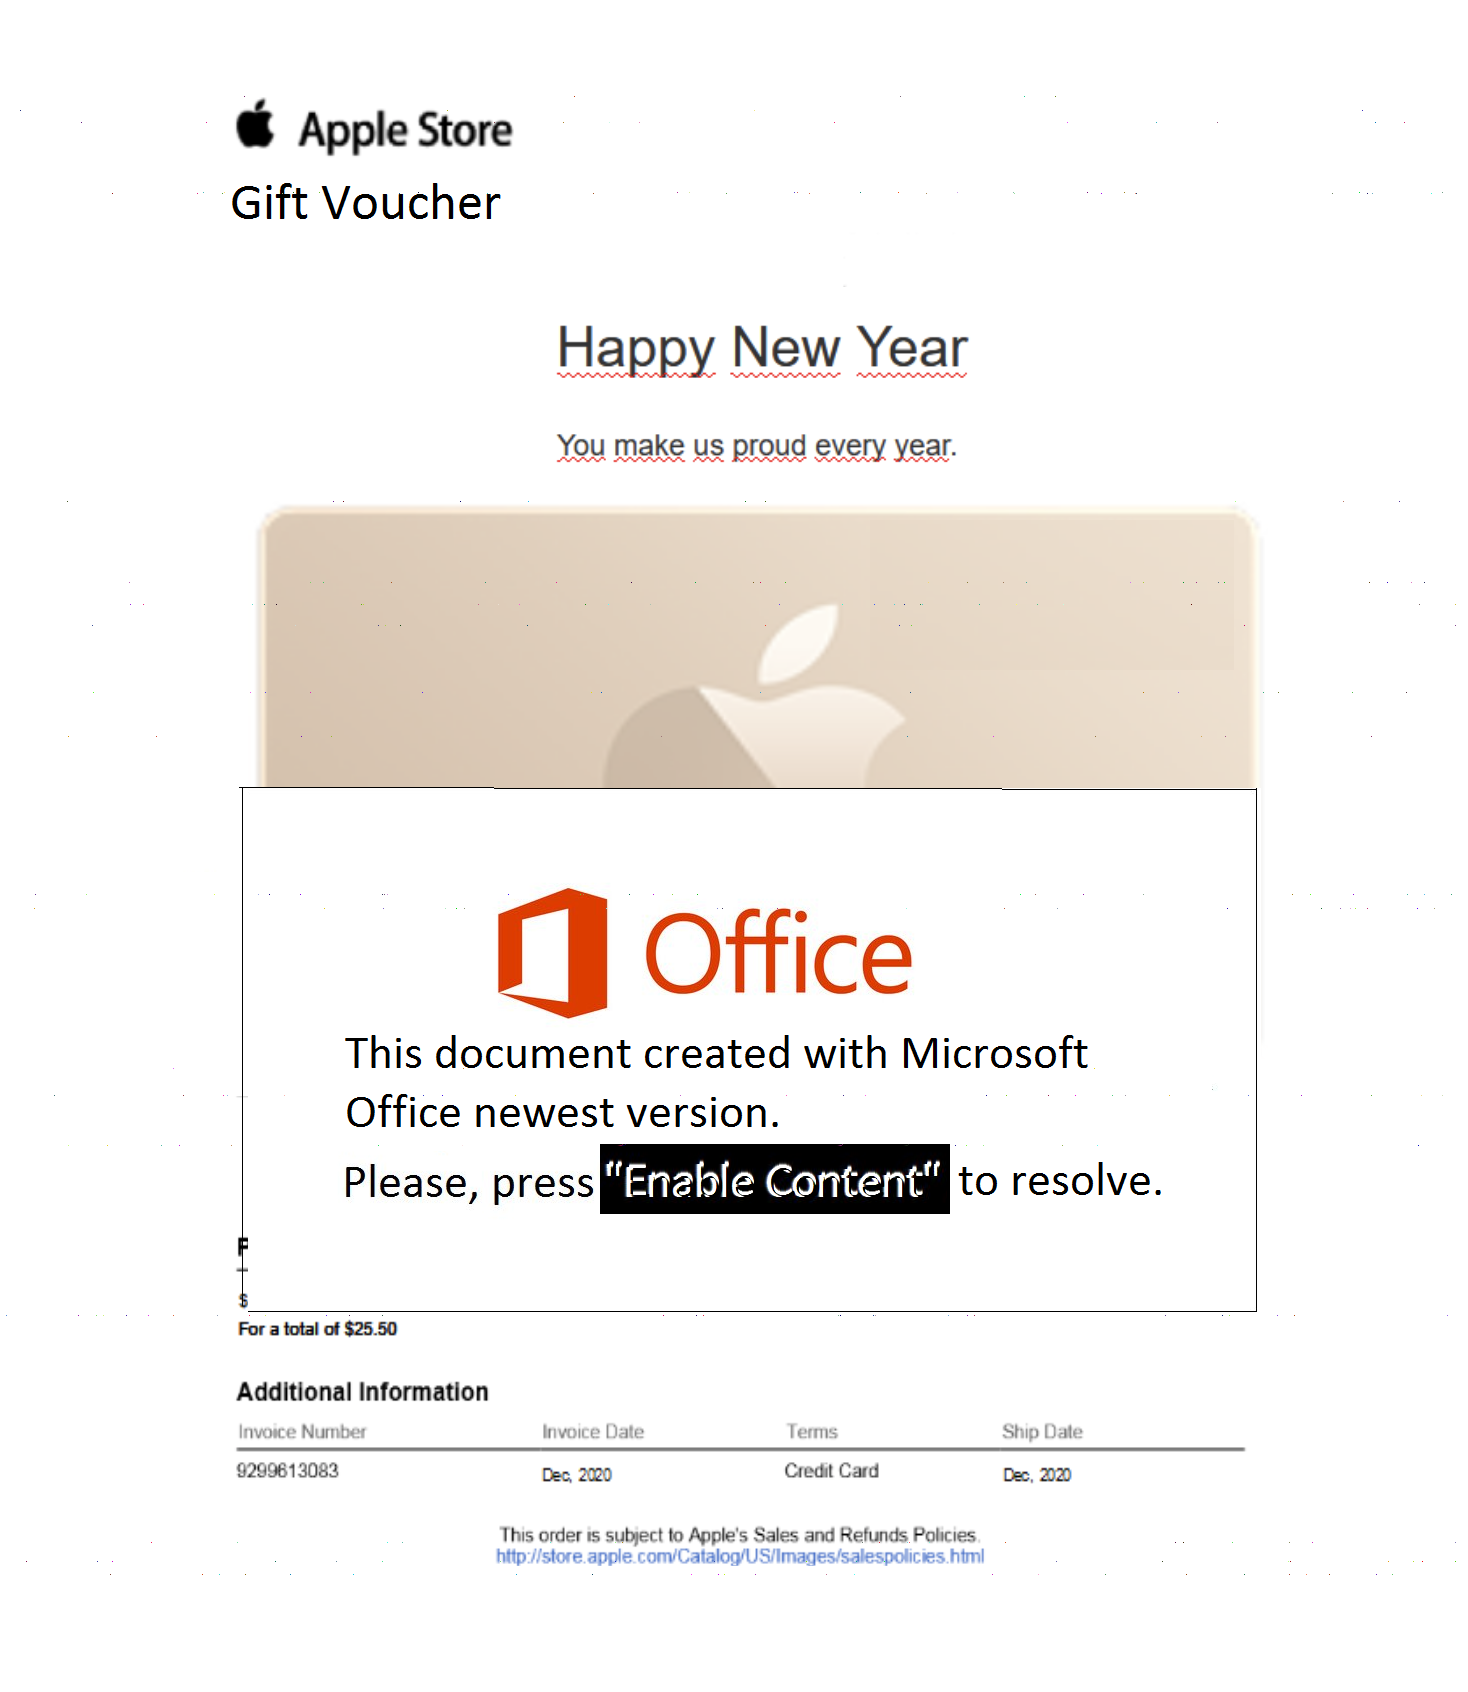 Apple Store
Gift Voucher
Happy New Year
You make us proud every year.
Office
This document created with Microsoft
Office newest version.
Please, press "Enable Content" to resolve.
$
For a total of $25.50
Additional Information
Invoice Number Invoice Date Terms Ship Date
9299613083 Dec, 2020 Credit Card Dec, 2020
This order is subject to Apple's Sales and Refunds Policies.
http://store.apple.com/Catalog/US/Images/salespolicies.html